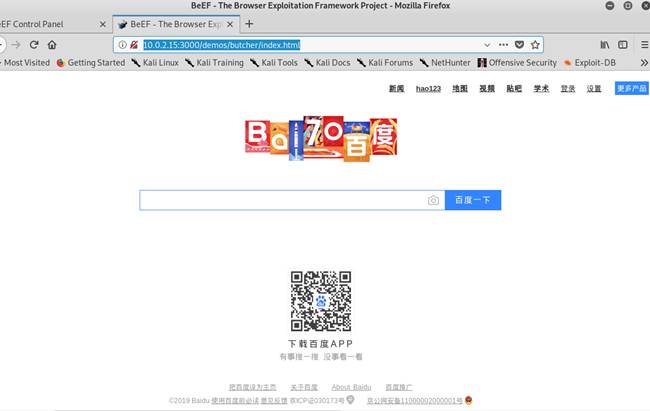 BeEF - The Browser Exploitation Framework Project - Mozilla Firefox
eEF Control Panel × BeEF - The Browser Expl × +
10.0.2.15:3000/demos/butcher/index.html
Most Visited Getting Started Kali Linux Kali Training Kali Tools Kali Docs Kali Forums NetHunter Offensive Security Exploit-DB
新闻 hao123 地图 视频 贴吧 学术 登录 设置 更多产品
Bai 70 百度
百度一下
下载百度APP
有事搜一搜 没事看一看
把百度设为主页 关于百度 About Baidu 百度推广
©2019 Baidu 使用百度前必读 意见反馈 京ICP证030173号 京公网安备11000002000001号